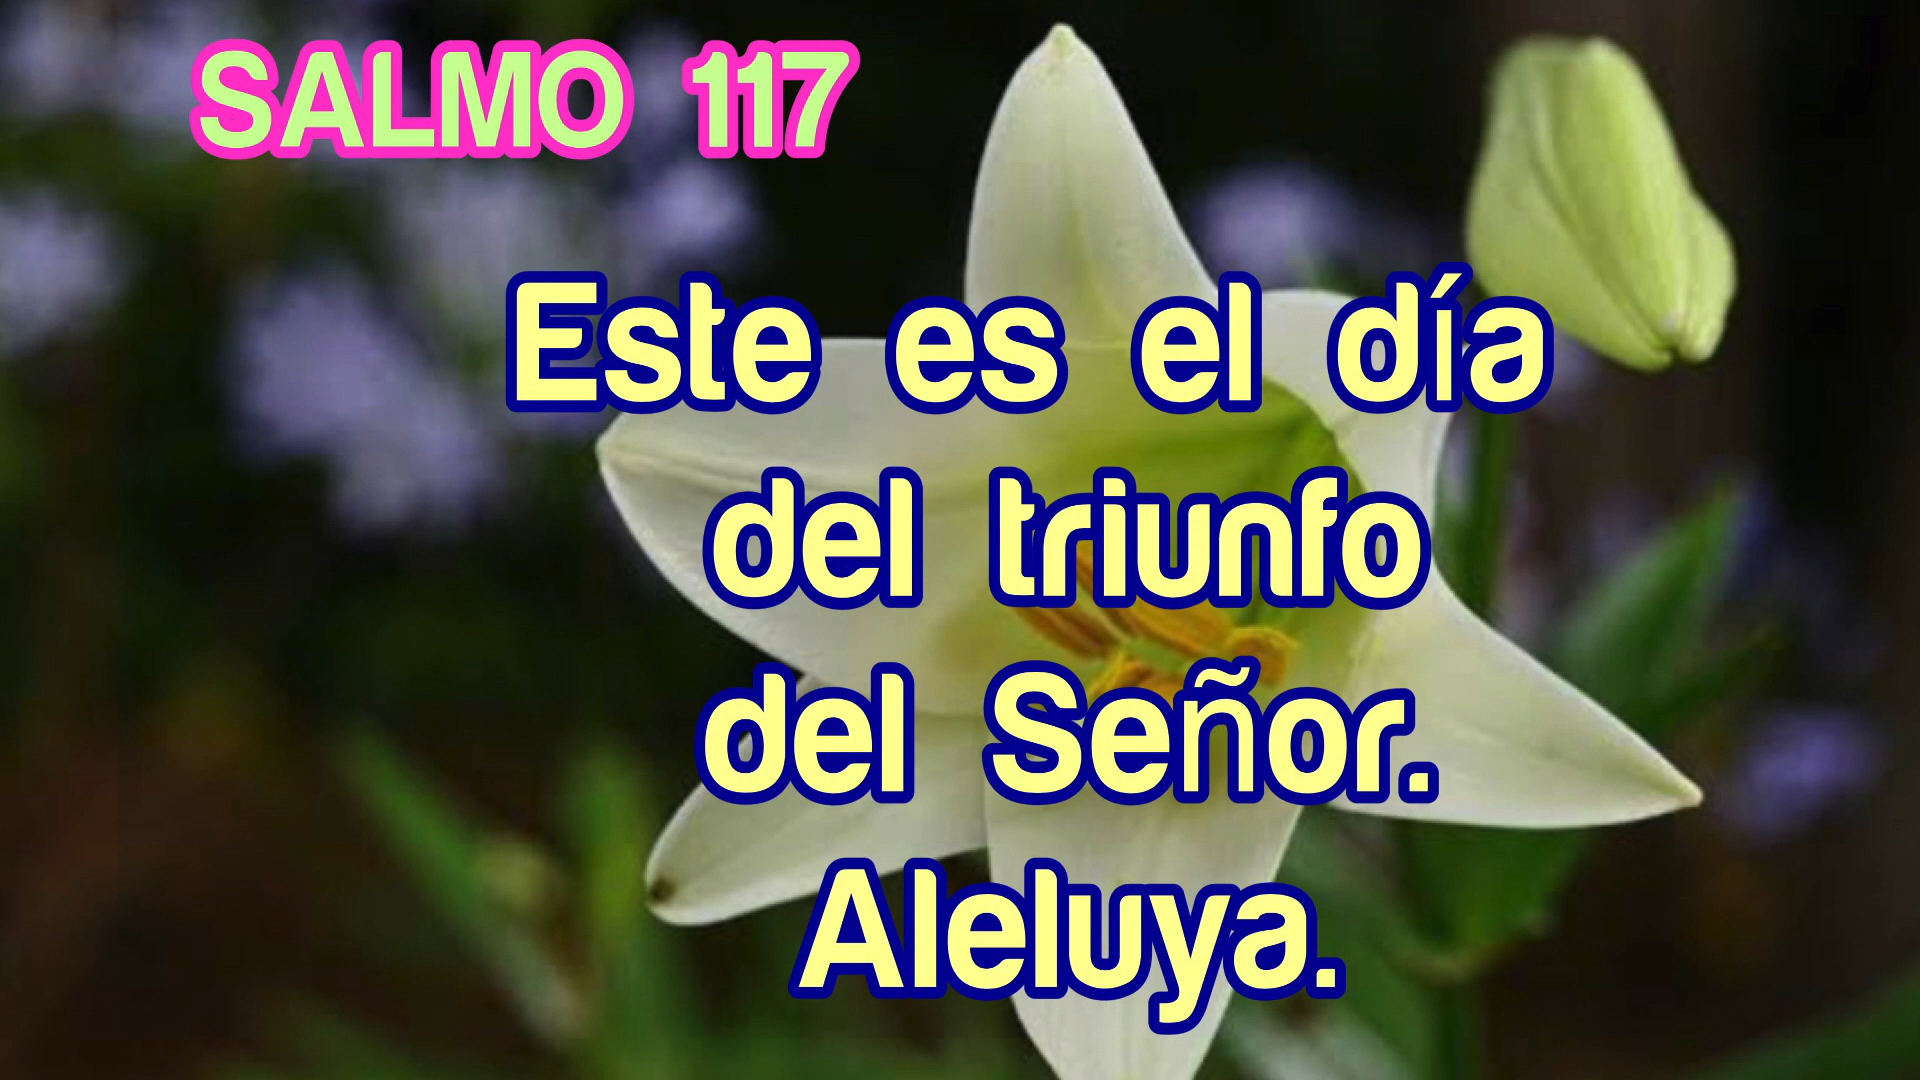 SALMO 117
Este es el día
del triunfo
del Señor.
Aleluya.